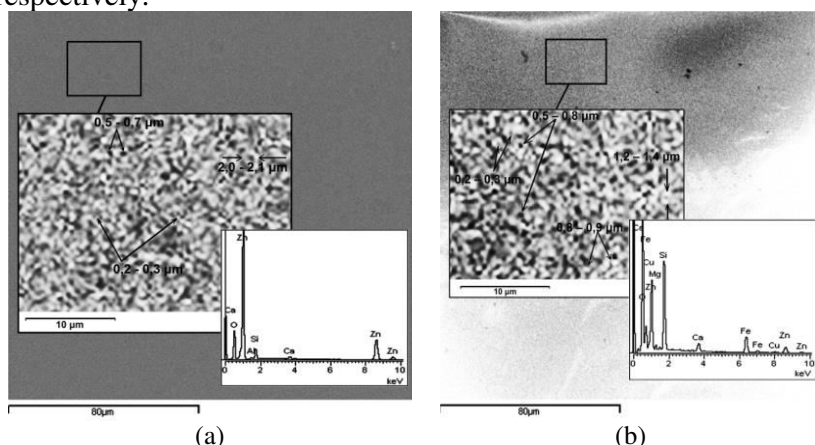 respectively.
0,5 - 0,7 µm
2,0 - 2,1 µm
0,2 - 0,3 µm
10 µm
Zn
Ca
O
Si
Al
Ca
Zn
Zn
0 2 4 6 8 10
keV
80µm
(a)
0,5 – 0,8 µm
1,2 – 1,4 µm
0,2 – 0,3 µm
0,8 – 0,9 µm
10 µm
Fe
Cu
Si
Mg
Zn
O
Ca
Fe
Fe
Cu
Zn
Zn
0 2 4 6 8 10
keV
80µm
(b)